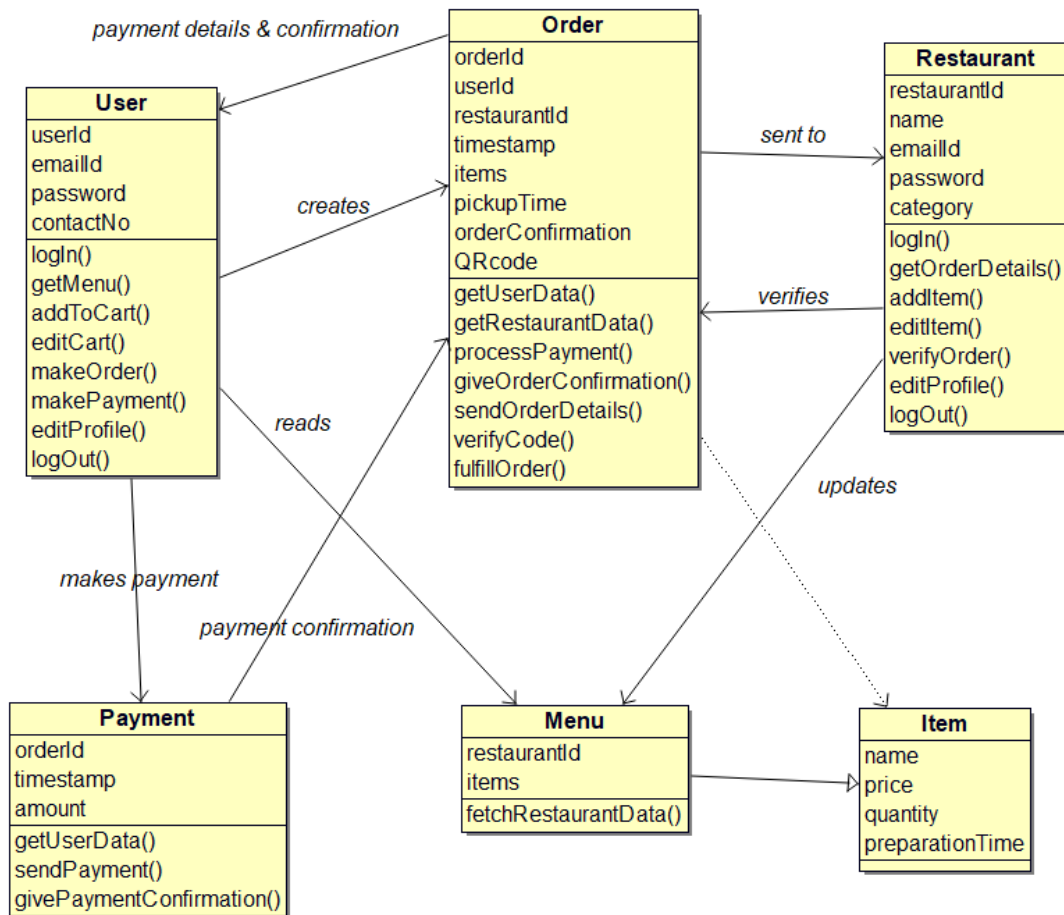 payment details & confirmation
Order
orderId
userId
restaurantId
timestamp
items
pickupTime
orderConfirmation
QRcode
getUserData()
getRestaurantData()
processPayment()
giveOrderConfirmation()
sendOrderDetails()
verifyCode()
fulfillOrder()
Restaurant
restaurantId
name
emailId
password
category
logIn()
getOrderDetails()
addItem()
editItem()
verifyOrder()
editProfile()
logOut()
User
userId
emailId
password
contactNo
logIn()
getMenu()
addToCart()
editCart()
makeOrder()
makePayment()
editProfile()
logOut()
sent to
creates
verifies
reads
updates
makes payment
payment confirmation
Payment
orderId
timestamp
amount
getUserData()
sendPayment()
givePaymentConfirmation()
Menu
restaurantId
items
fetchRestaurantData()
Item
name
price
quantity
preparationTime